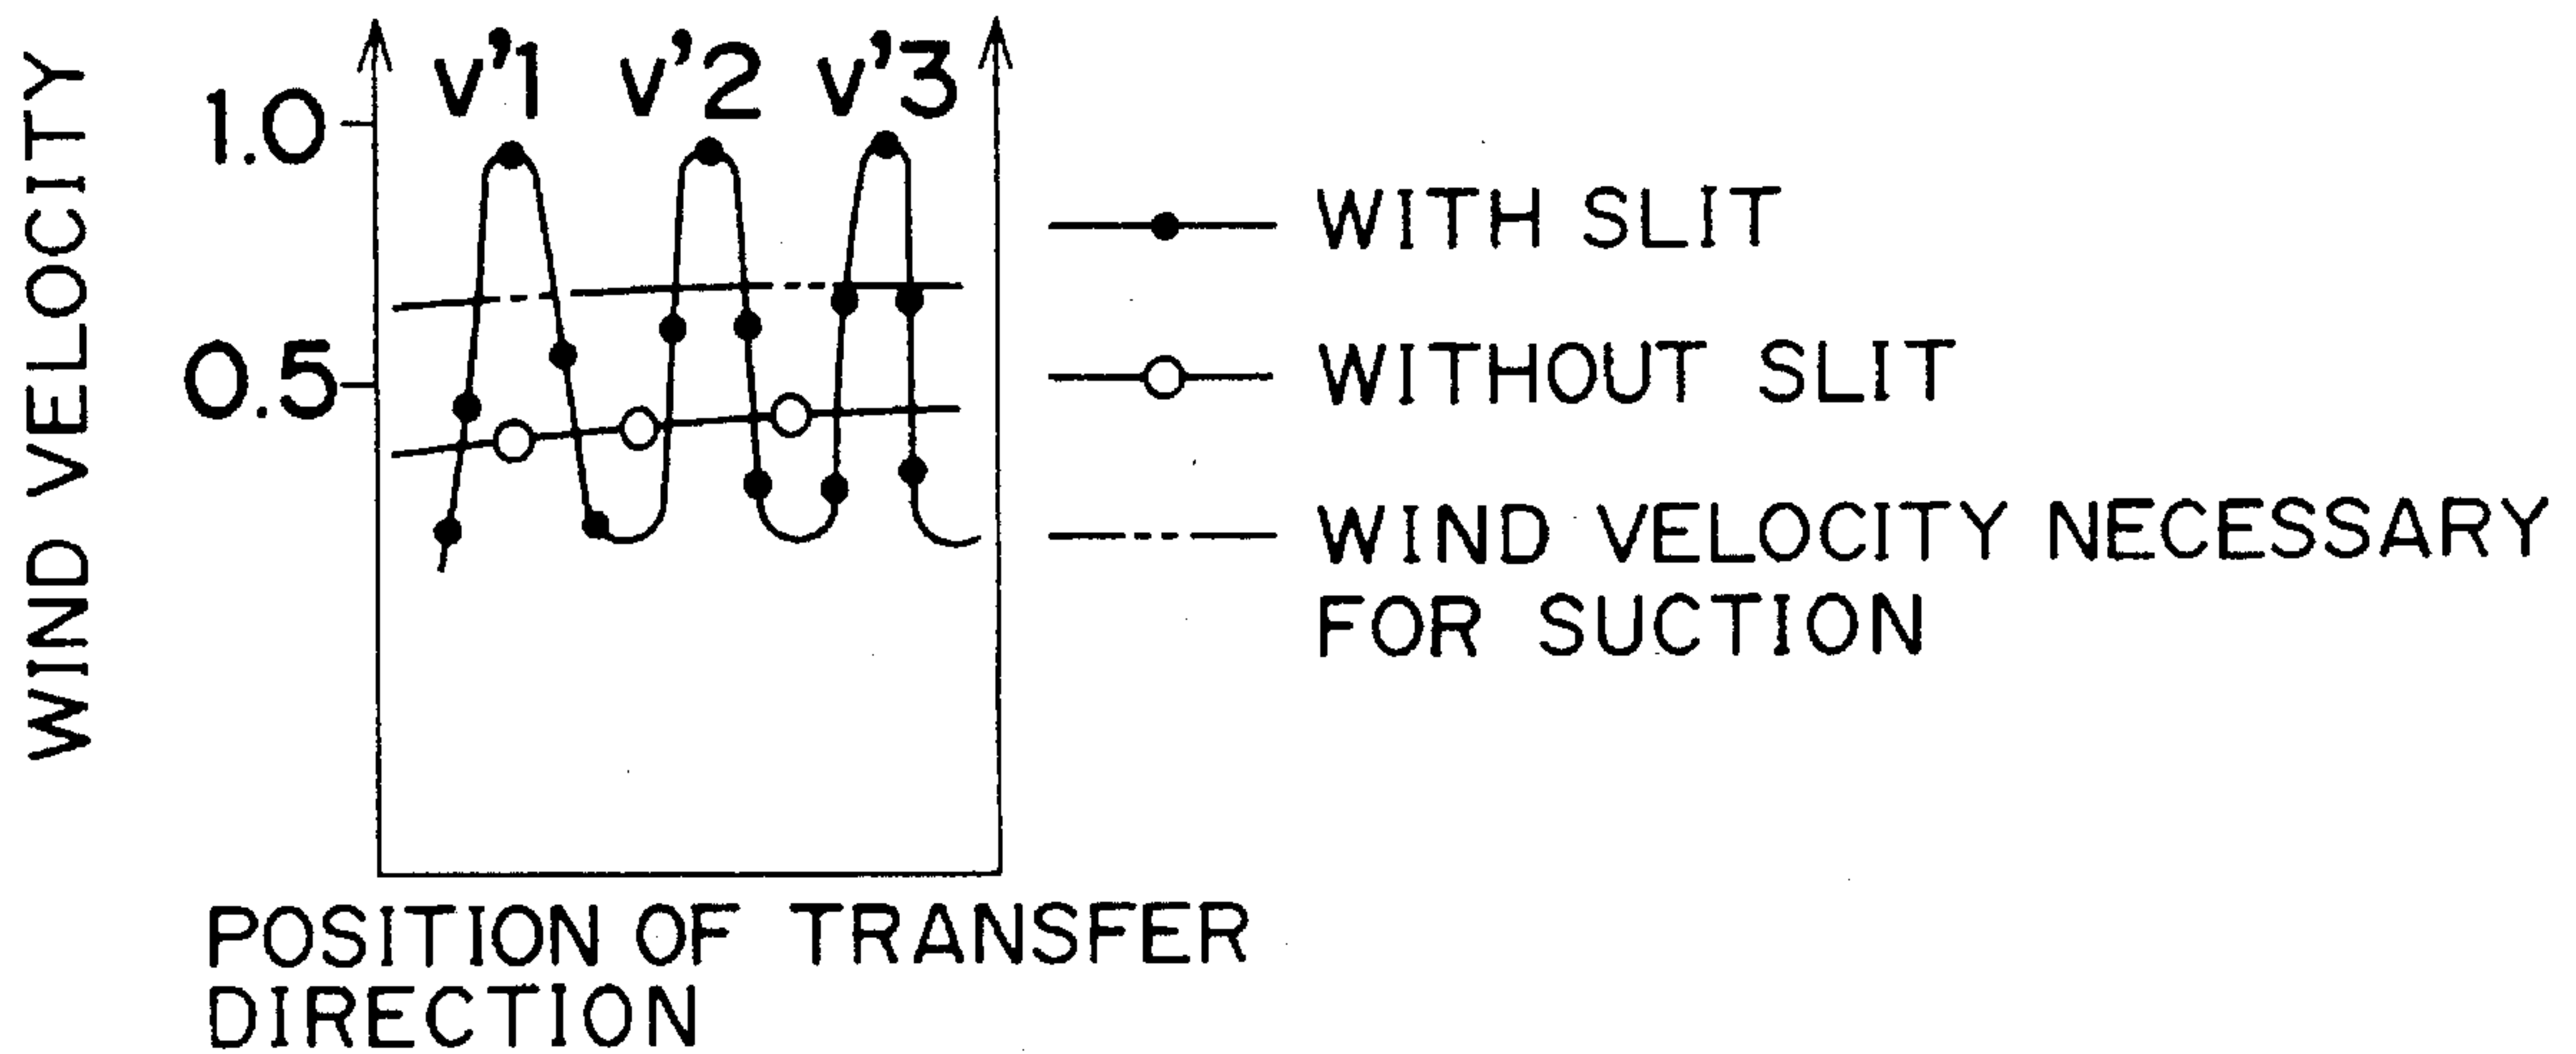 WIND VELOCITY
1.0
0.5
v'1 v'2 v'3
WITH SLIT
WITHOUT SLIT
WIND VELOCITY NECESSARY
FOR SUCTION
POSITION OF TRANSFER
DIRECTION